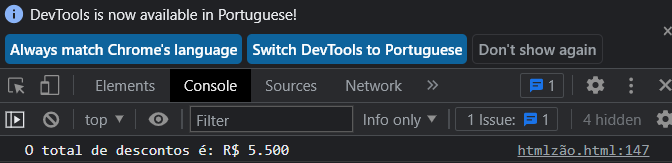 DevTools is now available in Portuguese!
Always match Chrome's language Switch DevTools to Portuguese Don't show again
Elements Console Sources Network » 1
top Filter Info only 1 Issue: 1 4 hidden
O total de descontos é: R$ 5.500 htmlzão.html:147